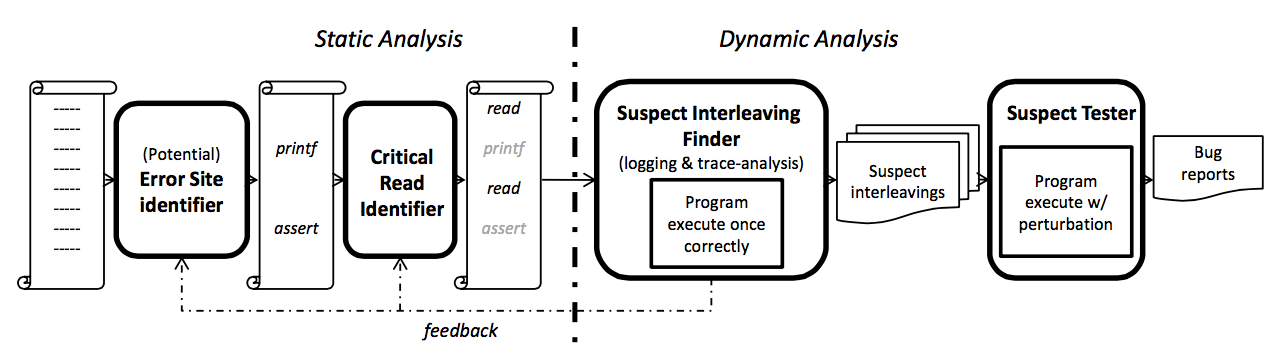 Static Analysis
Dynamic Analysis
-----
-----
-----
-----
-----
-----
-----
-----
(Potential)
Error Site
identifier
printf
assert
Critical
Read
Identifier
read
printf
read
assert
Suspect Interleaving
Finder
(logging & trace-analysis)
Program
execute once
correctly
Suspect
interleavings
Suspect Tester
Program
execute w/
perturbation
Bug
reports
feedback